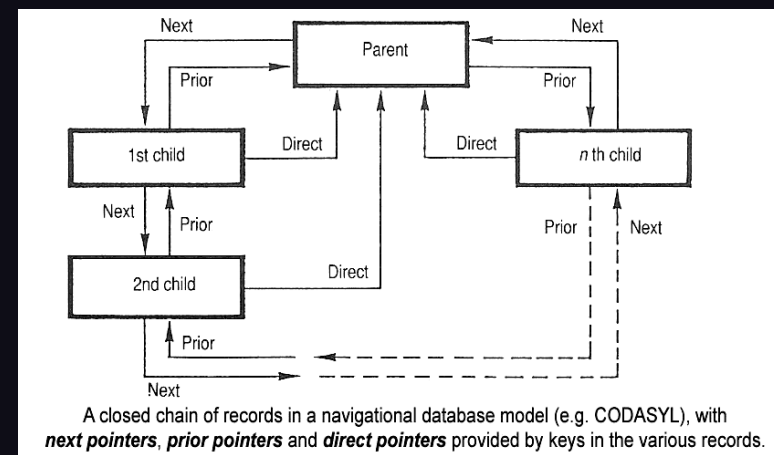 Next
Next
Parent
Prior
Prior
1st child
Direct
Direct
n th child
Next
Prior
Prior
Next
2nd child
Direct
Prior
Next
A closed chain of records in a navigational database model (e.g. CODASYL), with
next pointers, prior pointers and direct pointers provided by keys in the various records.